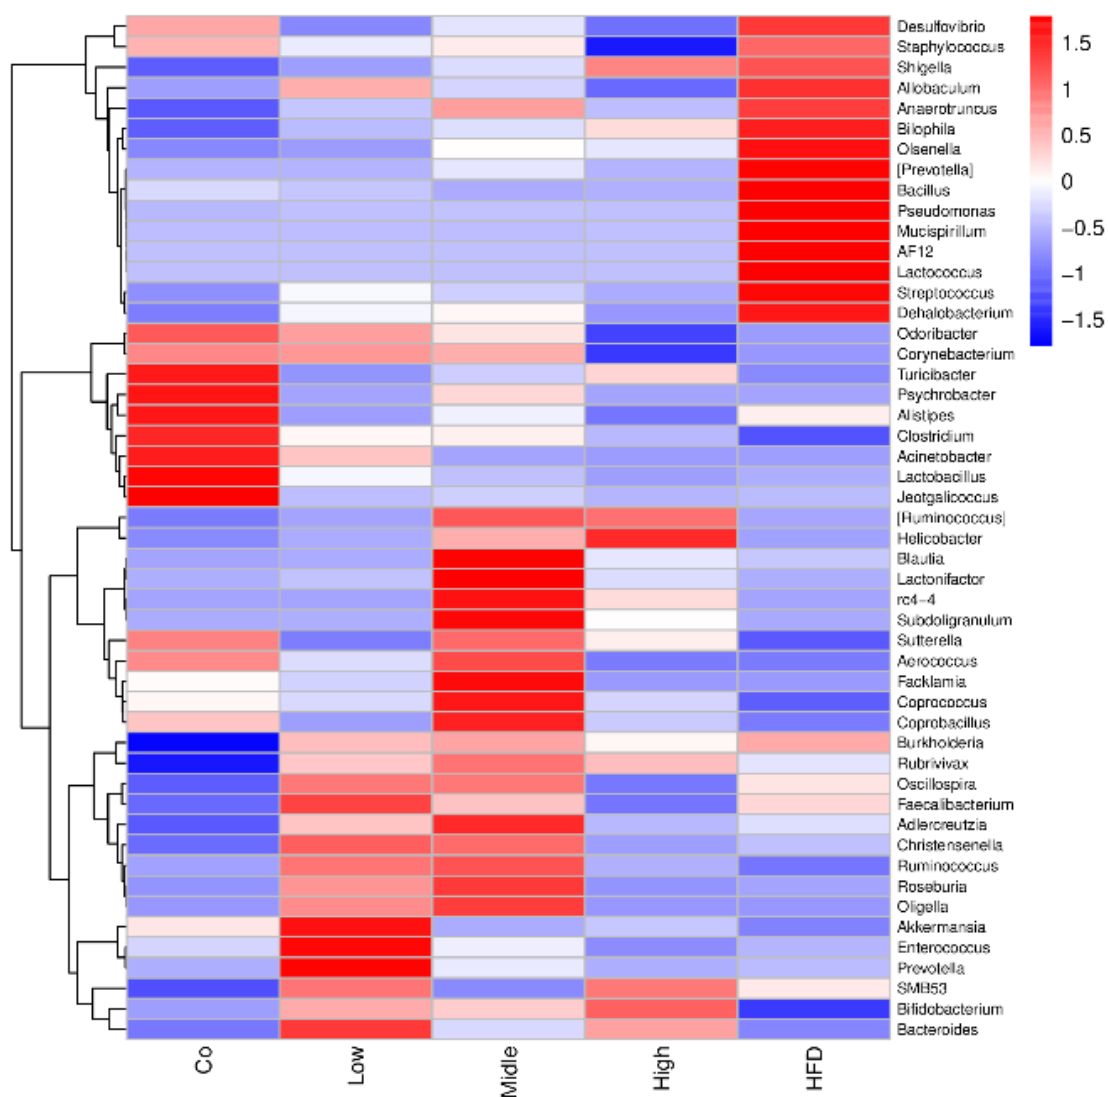 Desulfovibrio
Staphylococcus
Shigella
Allobaculum
Anaerotruncus
Bilophila
Olsenella
[Prevotella]
Bacillus
Pseudomonas
Mucispirillum
AF12
Lactococcus
Streptococcus
Dehalobacterium
Odoribacter
Corynebacterium
Turicibacter
Psychrobacter
Alistipes
Clostridium
Acinetobacter
Lactobacillus
Jeotgalicoccus
[Ruminococcus]
Helicobacter
Blautia
Lactonifactor
rc4-4
Subdoligranulum
Sutterella
Aerococcus
Facklamia
Coprococcus
Coprobacillus
Burkholderia
Rubrivivax
Oscillospira
Faecalibacterium
Adlercreutzia
Christensenella
Ruminococcus
Roseburia
Oligella
Akkermansia
Enterococcus
Prevotella
SMB53
Bifidobacterium
Bacteroides
1.5
1
0.5
0
−0.5
−1
−1.5
Co
Low
Midle
High
HFD